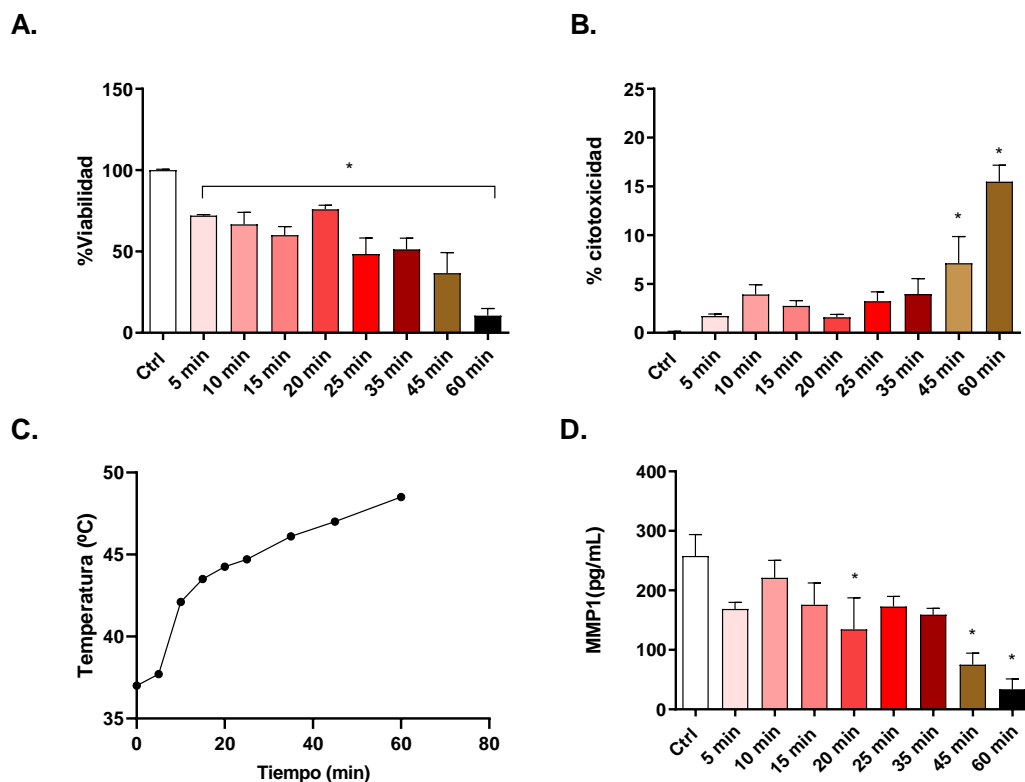 A.
%Viabilidad
150
100
50
0
*
Ctrl
5 min
10 min
15 min
20 min
25 min
35 min
45 min
60 min
B.
% citotoxicidad
25
20
15
10
5
0
*
*
Ctrl
5 min
10 min
15 min
20 min
25 min
35 min
45 min
60 min
C.
Temperatura (ºC)
50
45
40
35
0
20
40
60
80
Tiempo (min)
D.
MMP1(pg/mL)
400
300
200
100
0
*
*
*
Ctrl
5 min
10 min
15 min
20 min
25 min
35 min
45 min
60 min